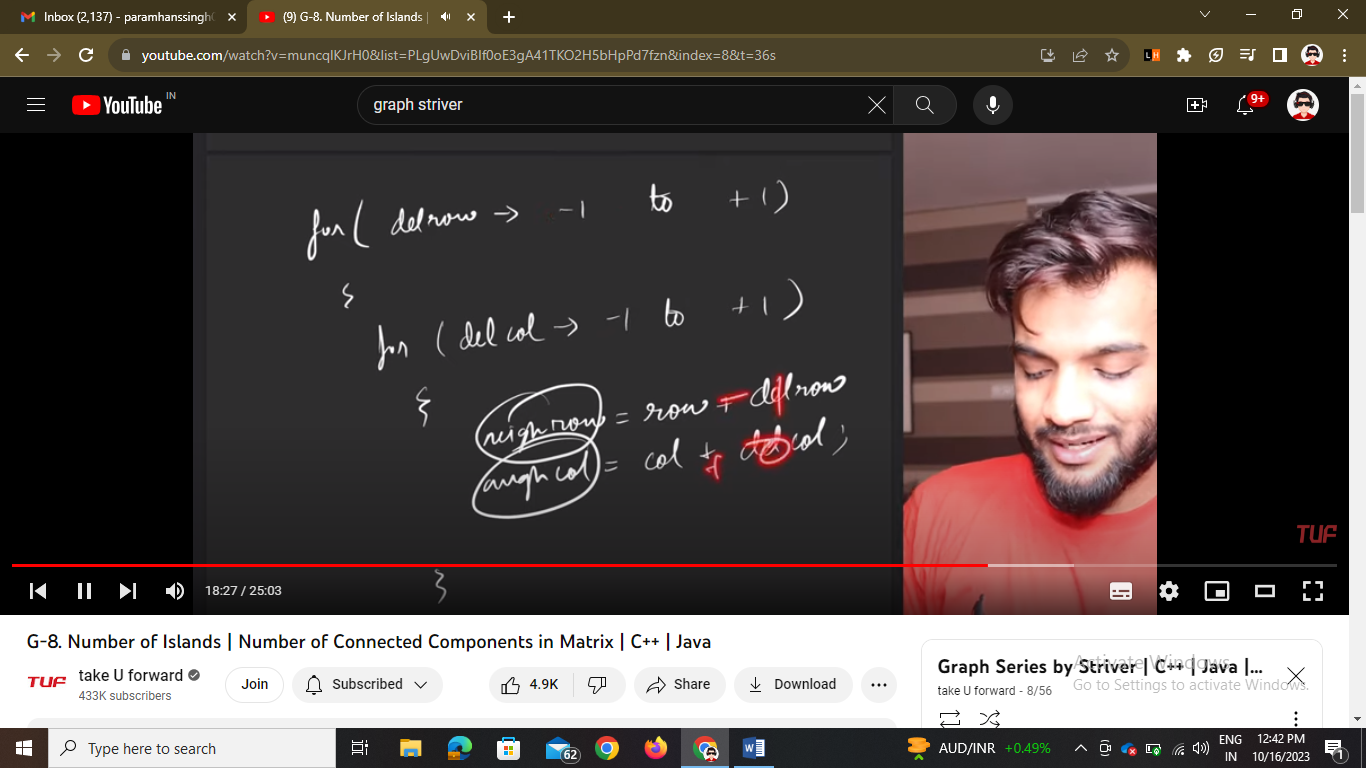 Inbox (2,137) - paramhanssingh
(9) G-8. Number of Islands |
youtube.com/watch?v=muncqlKJrH0&list=PLgUwDviBIf0oE3gA41TKO2H5bHpPd7fzn&index=8&t=36s
YouTube IN
graph striver
9+
for( delrow → -1 to +1)
{
for (delcol → -1 to +1)
{
neighrow = row + delrow
neighcol = col + delcol;
}
TUF
18:27 / 25:03
G-8. Number of Islands | Number of Connected Components in Matrix | C++ | Java
TUF
take U forward
433K subscribers
Join
Subscribed
4.9K
Share
Download
Graph Series by Striver | C++ | Java |...
take U forward - 8/56
Activate Windows
Go to Settings to activate Windows.
Type here to search
62
AUD/INR +0.49%
ENG
IN
12:42 PM
10/16/2023
1